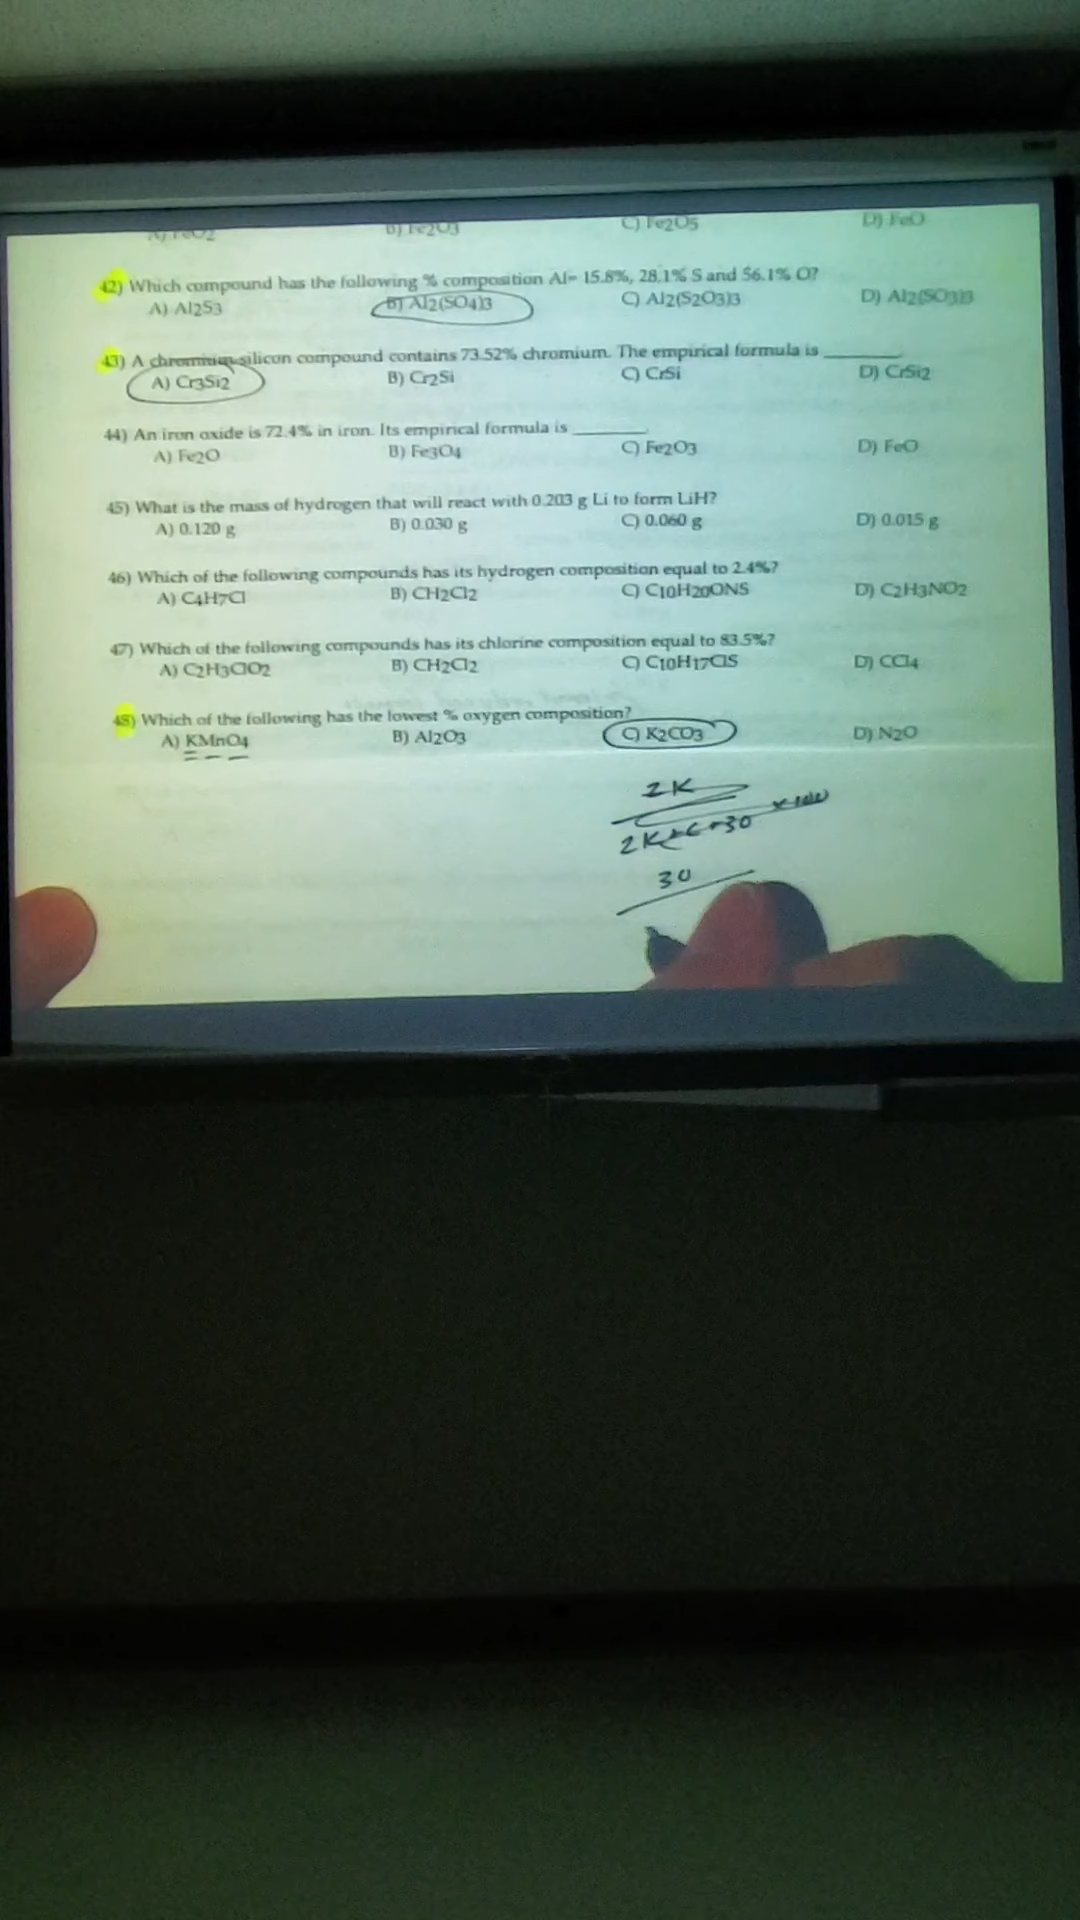 A) FeO2 B) Fe2O3 C) Fe2O5 D) FeO
42) Which compound has the following % composition Al= 15.8%, 28.1% S and 56.1% O?
A) Al2S3 B) Al2(SO4)3 C) Al2(S2O3)3 D) Al2(SO3)3
43) A chromium-silicon compound contains 73.52% chromium. The empirical formula is ________.
A) Cr3Si2 B) Cr2Si C) CrSi D) CrSi2
44) An iron oxide is 72.4% in iron. Its empirical formula is ________.
A) Fe2O B) Fe3O4 C) Fe2O3 D) FeO
45) What is the mass of hydrogen that will react with 0.203 g Li to form LiH?
A) 0.120 g B) 0.030 g C) 0.060 g D) 0.015 g
46) Which of the following compounds has its hydrogen composition equal to 2.4%?
A) C4H7Cl B) CH2Cl2 C) C10H20ONS D) C2H3NO2
47) Which of the following compounds has its chlorine composition equal to 83.5%?
A) C2H3ClO2 B) CH2Cl2 C) C10H17ClS D) CCl4
48) Which of the following has the lowest % oxygen composition?
A) KMnO4 B) Al2O3 C) K2CO3 D) N2O
2K
2K+C+30 x100
30